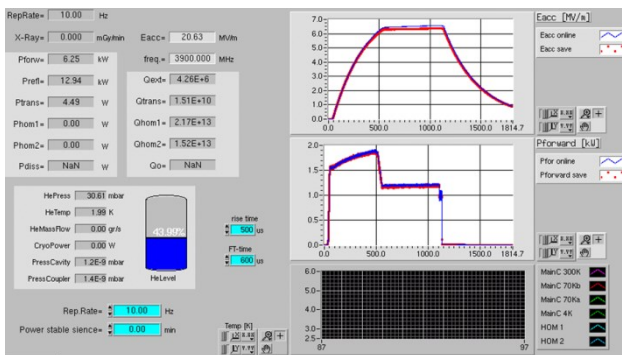 RepRate= 10.00 Hz
X-Ray= 0.000 mGy/min Eacc= 20.63 MV/m
Pforw= 6.25 kW freq.= 3900.000 MHz
Prefl= 12.94 kW Qext= 4.26E+6
Ptrans= 4.49 W Qtrans= 1.51E+10
Phom1= 0.00 W Qhom1= 2.17E+13
Phom2= 0.00 W Qhom2= 1.52E+13
Pdiss= NaN W Qo= NaN
HePress 30.61 mbar
HeTemp 1.99 K
HeMassFlow 0.00 gr/s
CryoPower 0.00 W
PressCavity 1.2E-9 mbar
PressCoupler 1.4E-9 mbar
43.99%
HeLevel
rise time
500 us
FT-time
600 us
Rep.Rate= 10.00 Hz
Power stable sience= 0.00 min
Temp [K]
Eacc [MV/m]
Eacc online
Eacc save
7.0
6.0
5.0
4.0
3.0
2.0
1.0
0.0
0.0 500.0 1000.0 1500.0 1814.7
Pforward [kW]
Pfor online
Pforward save
2.0
1.5
1.0
0.5
0.0
0.0 500.0 1000.0 1500.0 1814.7
6.0
5.0
4.0
3.0
2.5
87 97
MainC 300K
MainC 70Kb
MainC 70Ka
MainC 4K
HOM 1
HOM 2